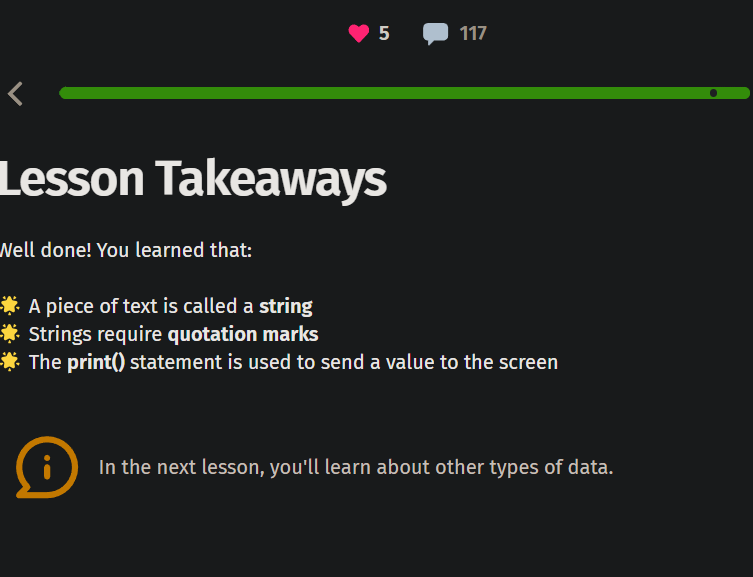 5 117
Lesson Takeaways
Well done! You learned that:
A piece of text is called a string
Strings require quotation marks
The print() statement is used to send a value to the screen
In the next lesson, you'll learn about other types of data.